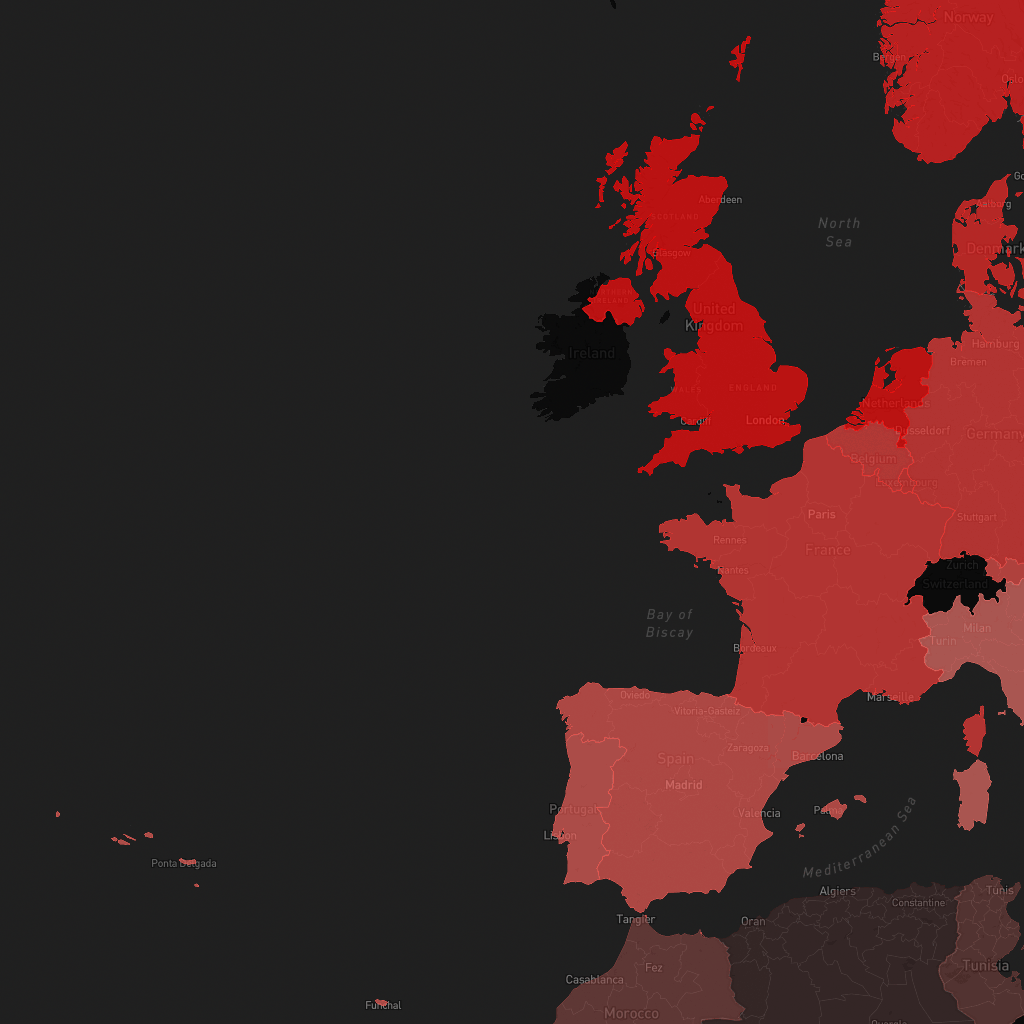 Norway
Bergen
Oslo
Go
Aalborg
Aberdeen
SCOTLAND
North
Sea
Denmark
Glasgow
NORTHERN
IRELAND
United
Kingdom
Hamburg
Bremen
Ireland
WALES
ENGLAND
Netherlands
Cardiff
London
Dusseldorf
Germany
Belgium
Luxembourg
Paris
Stuttgart
Rennes
France
Zurich
Nantes
Switzerland
Bay of
Biscay
Milan
Turin
Bordeaux
Oviedo
Marseille
Vitoria-Gasteiz
Zaragoza
Barcelona
Spain
Madrid
Portugal
Valencia
Palma
Lisbon
Mediterranean Sea
Ponta Delgada
Algiers
Tunis
Constantine
Tangier
Oran
Fez
Tunisia
Casablanca
Funchal
Morocco
Ouargla